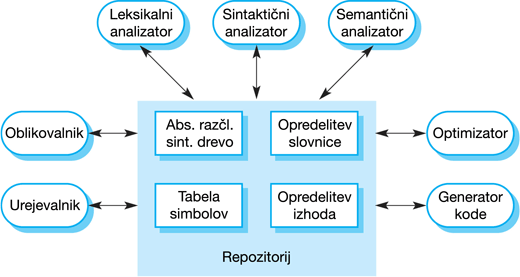 Leksikalni
analizator
Sintaktični
analizator
Semantični
analizator
Oblikovalnik
Abs. razčl.
sint. drevo
Opredelitev
slovnice
Optimizator
Urejevalnik
Tabela
simbolov
Opredelitev
izhoda
Generator
kode
Repozitorij